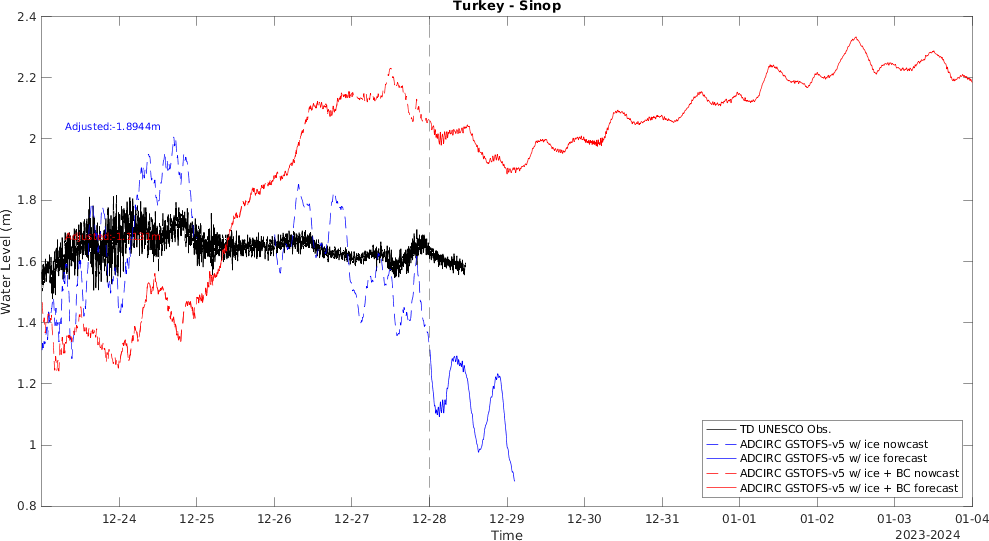 Turkey - Sinop
Water Level (m)
2.4
2.2
2
1.8
1.6
1.4
1.2
1
0.8
Adjusted:-1.8944m
12-24 12-25 12-26 12-27 12-28 12-29 12-30 12-31 01-01 01-02 01-03 01-04
Time
2023-2024
TD UNESCO Obs.
ADCIRC GSTOFS-v5 w/ ice nowcast
ADCIRC GSTOFS-v5 w/ ice forecast
ADCIRC GSTOFS-v5 w/ ice + BC nowcast
ADCIRC GSTOFS-v5 w/ ice + BC forecast